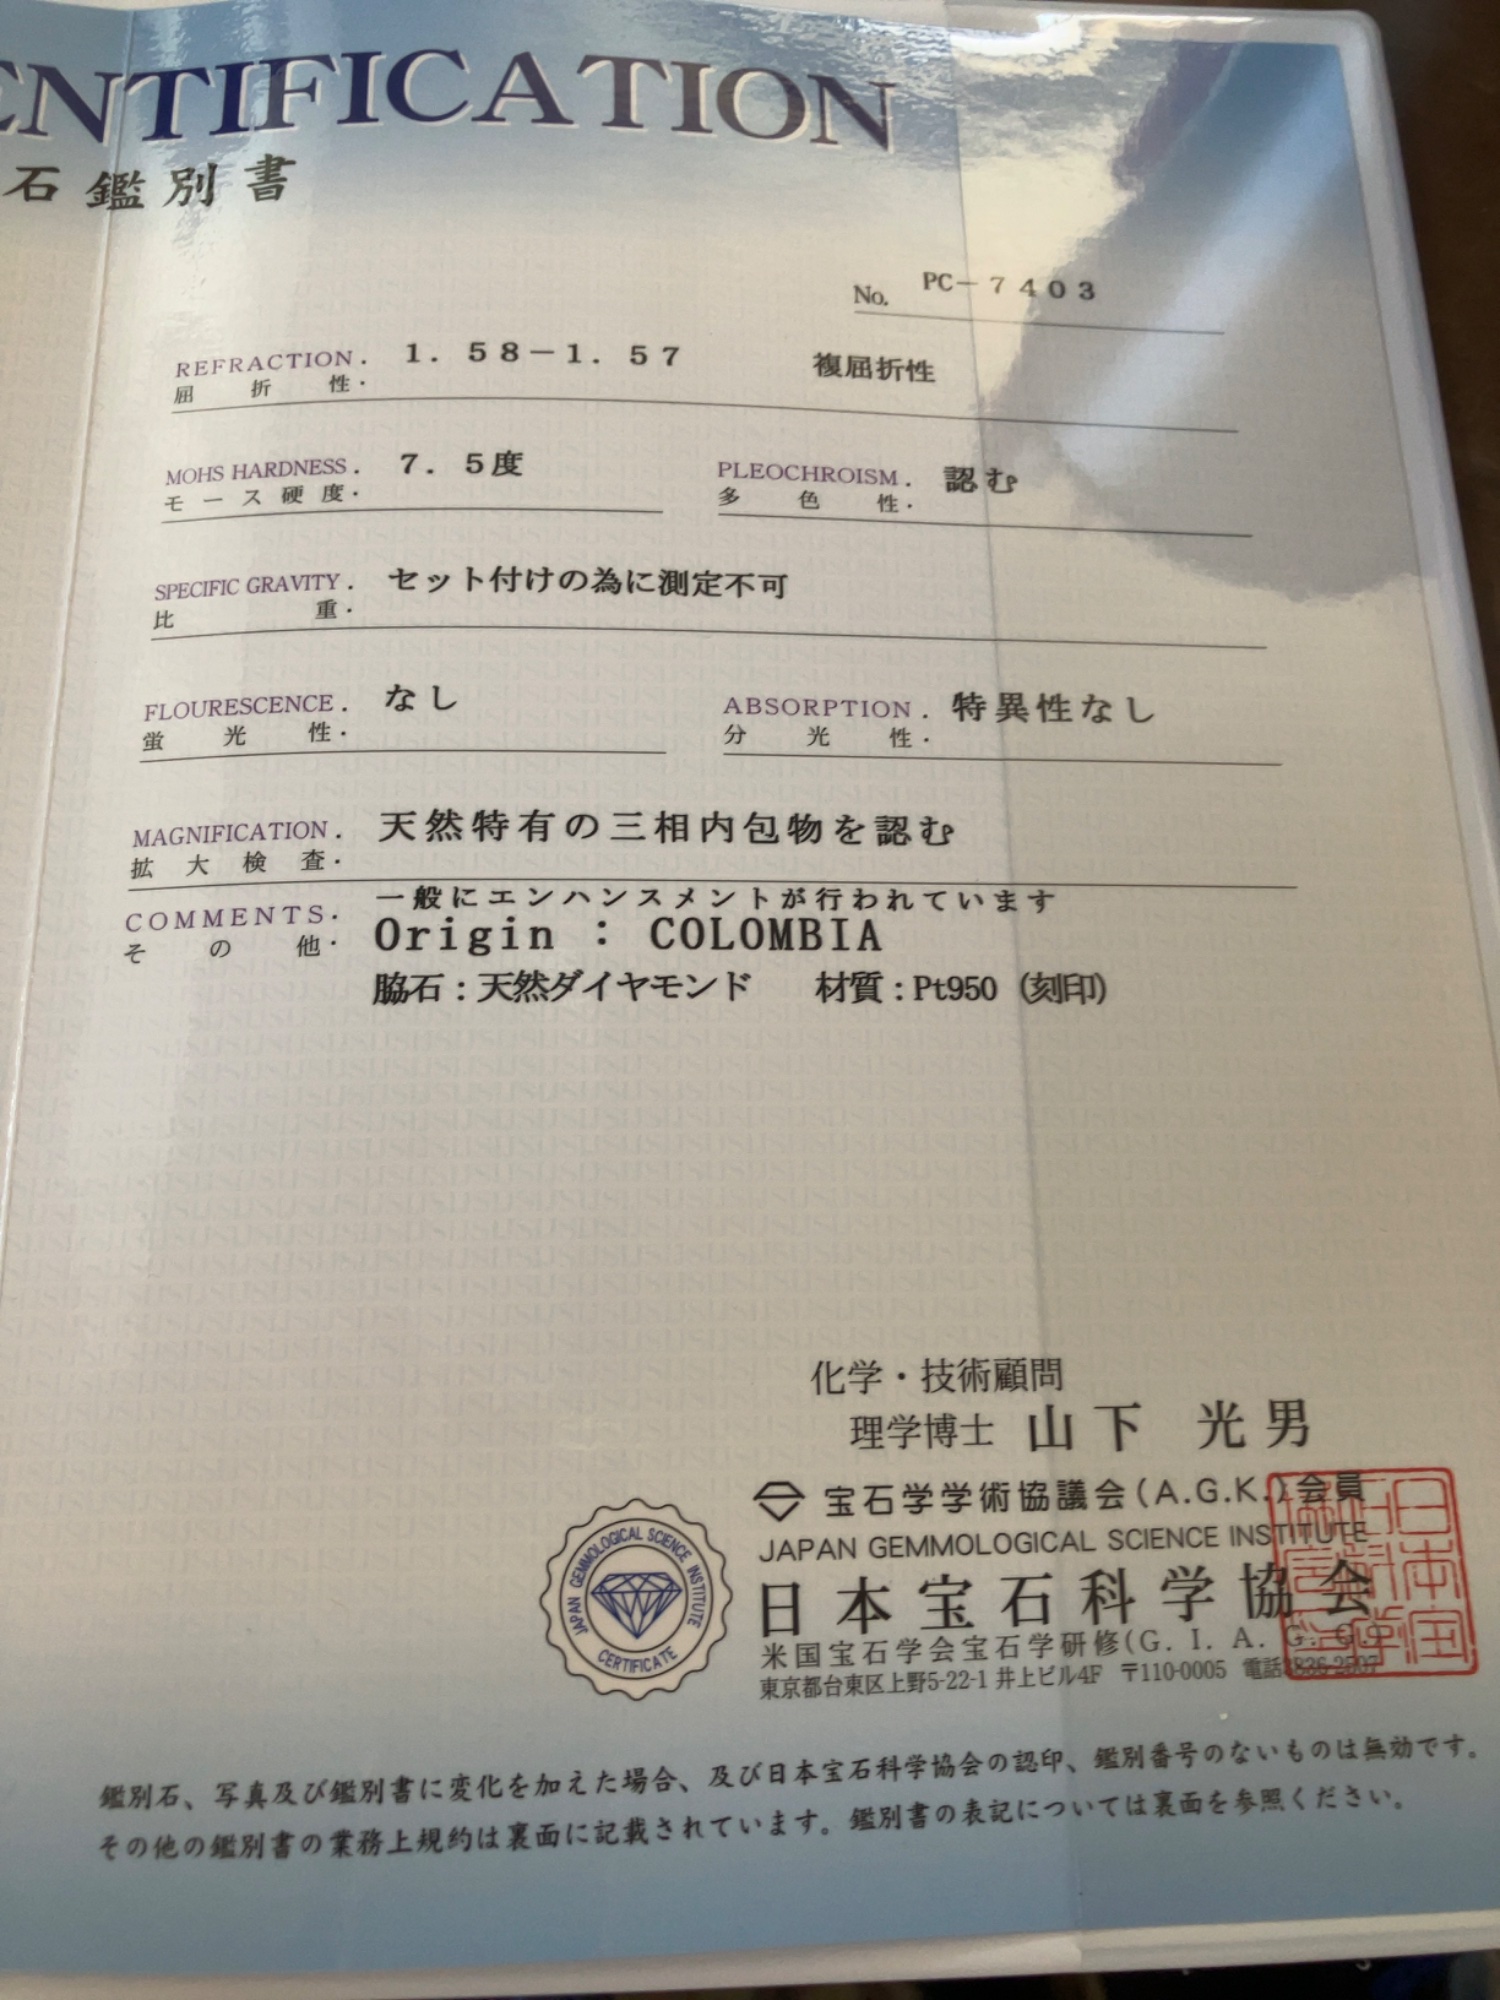 ENTIFICATION
石鑑別書
No. PC-7403
REFRACTION. 1. 58-1. 57 複屈折性
屈折性.
MOHS HARDNESS. 7. 5度 PLEOCHROISM. 認む
モース硬度. 多色性.
SPECIFIC GRAVITY. セット付けの為に測定不可
比重.
FLOURESCENCE. なし ABSORPTION. 特異性なし
蛍光性. 分光性.
MAGNIFICATION. 天然特有の三相内包物を認む
拡大検査.
一般にエンハンスメントが行われています
COMMENTS. Origin : COLOMBIA
その他.
脇石:天然ダイヤモンド 材質:Pt950 (刻印)
化学・技術顧問
理学博士 山下 光男
宝石学学術協議会(A.G.K.)会員
JAPAN GEMMOLOGICAL SCIENCE INSTITUTE
日本宝石科学協会
米国宝石学会宝石学研修(G. I. A. G. G.
東京都台東区上野5-22-1 井上ビル4F 〒110-0005 電話
JAPAN GEMMOLOGICAL SCIENCE INSTITUTE
CERTIFICATE
鑑別石、写真及び鑑別書に変化を加えた場合、及び日本宝石科学協会の認印、鑑別番号のないものは無効です。
その他の鑑別書の業務上規約は裏面に記載されています。鑑別書の表記については裏面を参照ください。